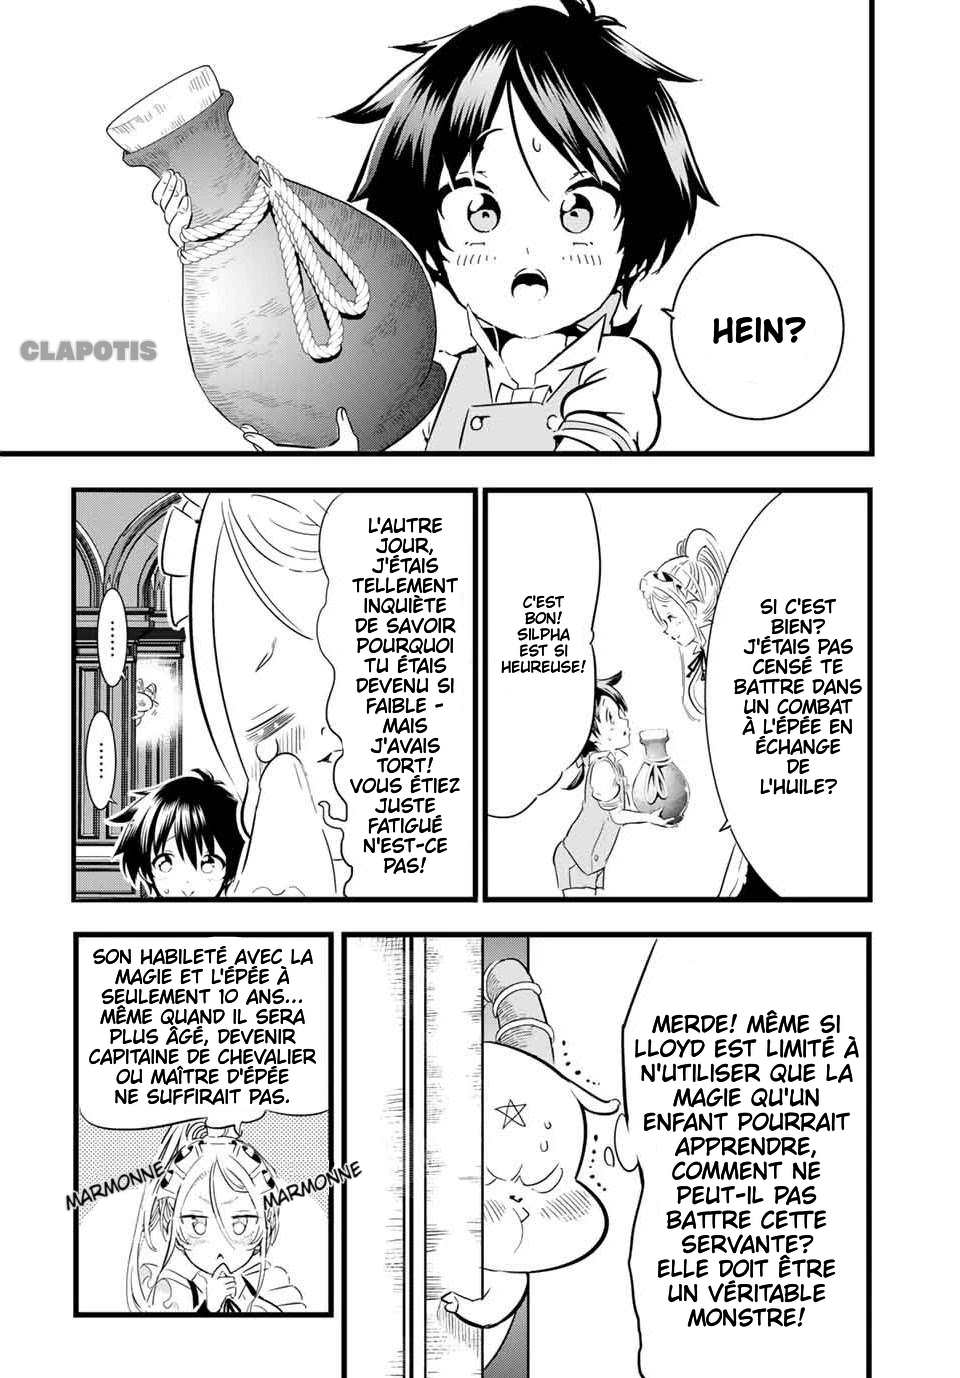 CLAPOTIS
HEIN?
SI C'EST
BIEN?
J'ÉTAIS PAS
CENSÉ TE
BATTRE DANS
UN COMBAT
À L'ÉPÉE EN
ÉCHANGE
DE
L'HUILE?
C'EST
BON!
SILPHA
EST SI
HEUREUSE!
L'AUTRE
JOUR,
J'ÉTAIS
TELLEMENT
INQUIÈTE
DE SAVOIR
POURQUOI
TU ÉTAIS
DEVENU SI
FAIBLE -
MAIS
J'AVAIS
TORT!
VOUS ÉTIEZ
JUSTE
FATIGUÉ
N'EST-CE
PAS!
......
......
MERDE! MÊME SI
LLOYD EST LIMITÉ À
N'UTILISER QUE LA
MAGIE QU'UN
ENFANT POURRAIT
APPRENDRE,
COMMENT NE
PEUT-IL PAS
BATTRE CETTE
SERVANTE?
ELLE DOIT ÊTRE
UN VÉRITABLE
MONSTRE!
SON HABILETÉ AVEC LA
MAGIE ET L'ÉPÉE À
SEULEMENT 10 ANS...
MÊME QUAND IL SERA
PLUS ÂGÉ, DEVENIR
CAPITAINE DE CHEVALIER
OU MAÎTRE D'ÉPÉE
NE SUFFIRAIT PAS.
MARMONNE
MARMONNE